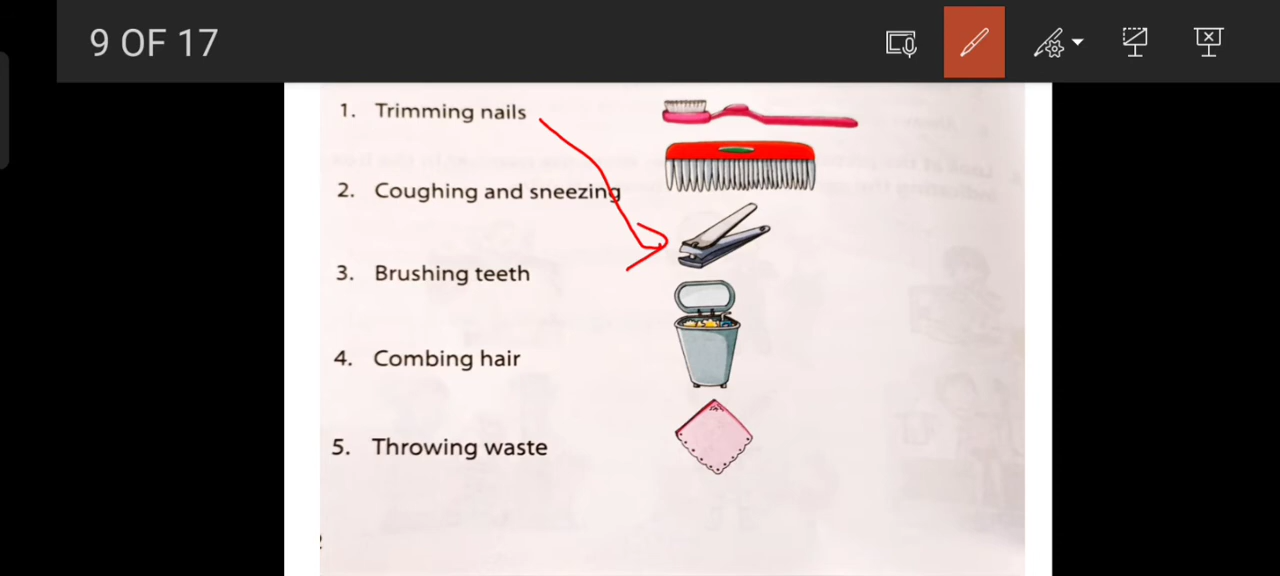 9 OF 17
1. Trimming nails
2. Coughing and sneezing
3. Brushing teeth
4. Combing hair
5. Throwing waste